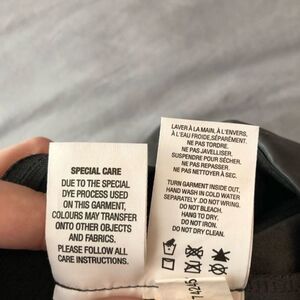 SPECIAL CARE
DUE TO THE SPECIAL
DYE PROCESS USED
ON THIS GARMENT,
COLOURS MAY TRANSFER
ONTO OTHER OBJECTS
AND FABRICS.
PLEASE FOLLOW ALL
CARE INSTRUCTIONS.
LAVER À LA MAIN, À L'ENVERS,
À L'EAU FROIDE, SÉPARÉMENT.
NE PAS TORDRE.
NE PAS JAVELLISER.
SUSPENDRE POUR SÉCHER.
NE PAS REPASSER.
NE PAS NETTOYER À SEC.
TURN GARMENT INSIDE OUT,
HAND WASH IN COLD WATER
SEPARATELY. DO NOT WRING.
DO NOT BLEACH.
HANG TO DRY.
DO NOT IRON.
DO NOT DRY CLEAN.